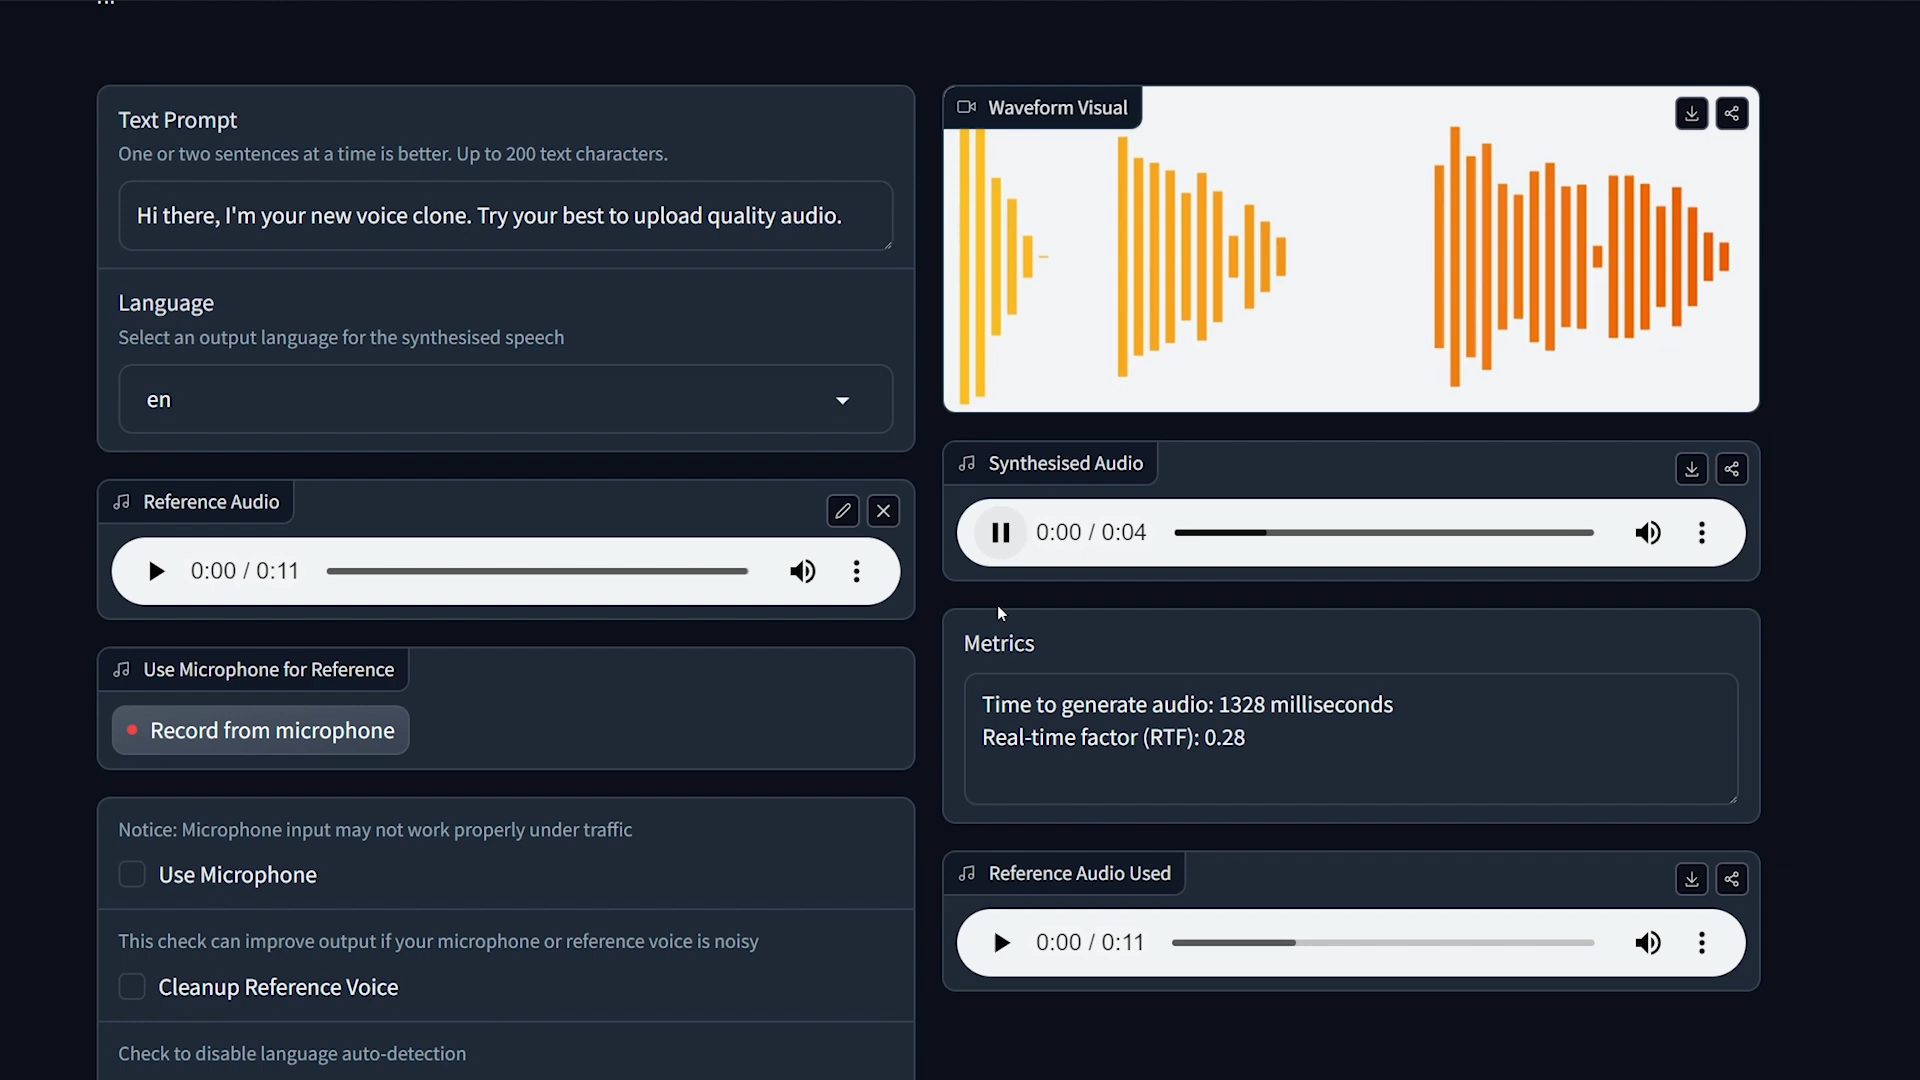 Text Prompt
One or two sentences at a time is better. Up to 200 text characters.
Hi there, I'm your new voice clone. Try your best to upload quality audio.
Language
Select an output language for the synthesised speech
en
Reference Audio
0:00 / 0:11
Use Microphone for Reference
Record from microphone
Notice: Microphone input may not work properly under traffic
Use Microphone
This check can improve output if your microphone or reference voice is noisy
Cleanup Reference Voice
Check to disable language auto-detection
Waveform Visual
Synthesised Audio
0:00 / 0:04
Metrics
Time to generate audio: 1328 milliseconds
Real-time factor (RTF): 0.28
Reference Audio Used
0:00 / 0:11